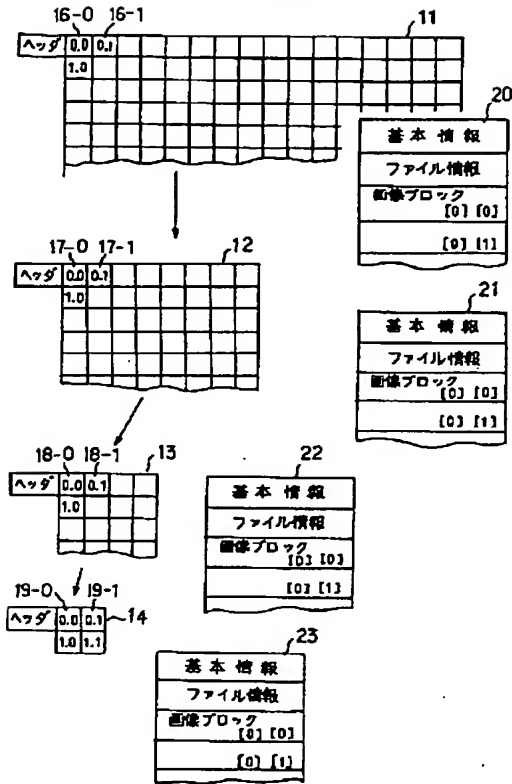 16-0 16-1 11
ヘッダ 0.0 0.1
1.0
20
基本情報
ファイル情報
画像ブロック
[0] [0]
[0] [1]
17-0 17-1 12
ヘッダ 0.0 0.1
1.0
21
基本情報
ファイル情報
画像ブロック
[0] [0]
[0] [1]
18-0 18-1 13
ヘッダ 0.0 0.1
1.0
22
基本情報
ファイル情報
画像ブロック
[0] [0]
[0] [1]
19-0 19-1
ヘッダ 0.0 0.1 14
1.0 1.1
23
基本情報
ファイル情報
画像ブロック
[0] [0]
[0] [1]